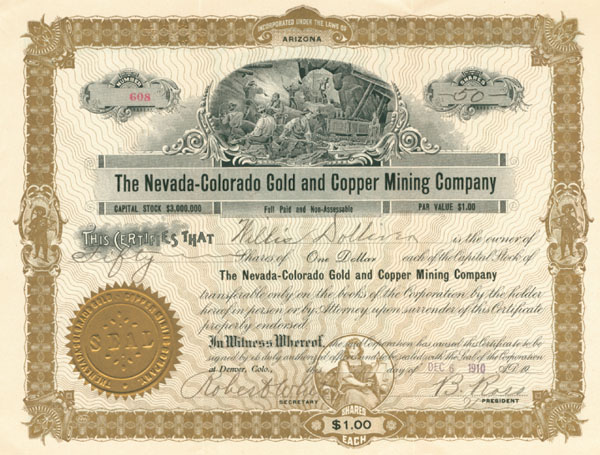 INCORPORATED UNDER THE LAWS OF
ARIZONA
NUMBER
608
SHARES
50
The Nevada-Colorado Gold and Copper Mining Company
CAPITAL STOCK $3,000,000
Full Paid and Non-Assessable
PAR VALUE $1.00
THIS CERTIFIES THAT Willis is the owner of
Fifty Shares of One Dollar each of the Capital Stock of
The Nevada-Colorado Gold and Copper Mining Company
transferable only on the books of the Corporation by the holder
hereof in person or by Attorney upon surrender of this Certificate
properly endorsed.
In Witness Whereof, the said Corporation has caused this Certificate to be
signed by its duly authorized officers and to be sealed with the Seal of the Corporation
at Denver, Colo., this day of DEC 6 1910 A.D.
SEAL
Robert
SECRETARY
B.
PRESIDENT
SHARES
$1.00
EACH